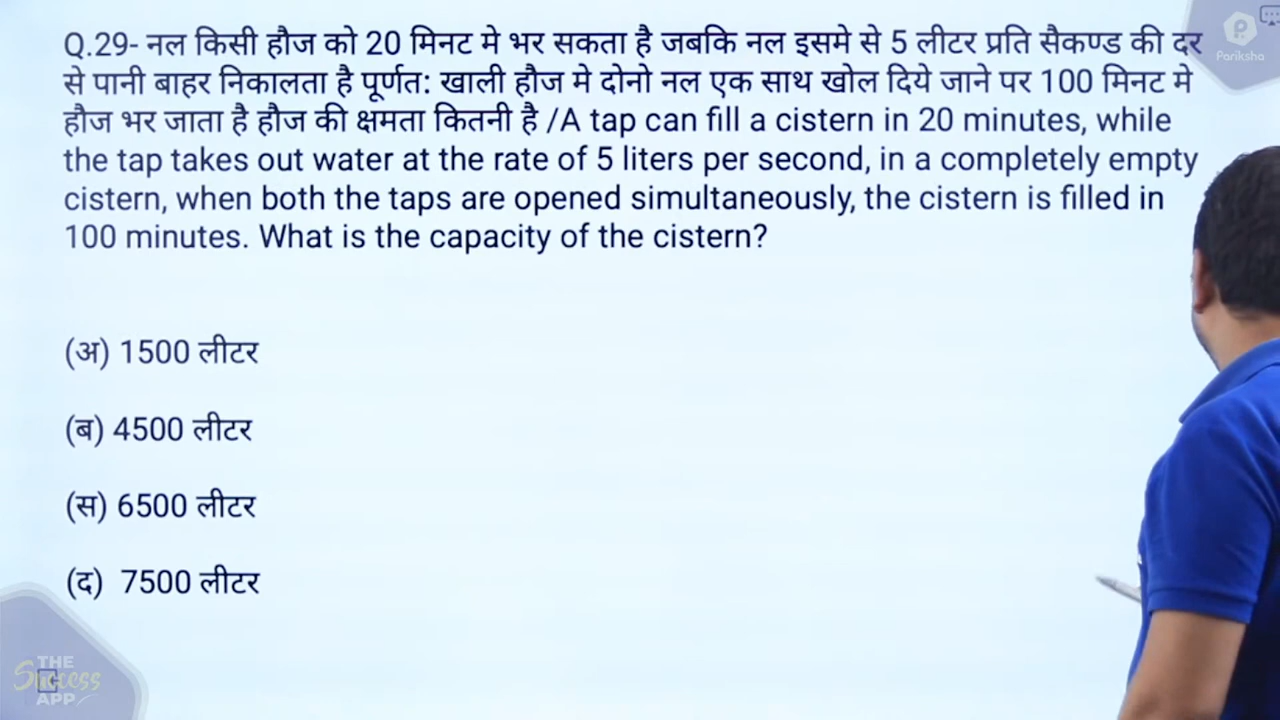 Q.29- नल किसी हौज को 20 मिनट मे भर सकता है जबकि नल इसमे से 5 लीटर प्रति सैकण्ड की दर
से पानी बाहर निकालता है पूर्णत: खाली हौज मे दोनो नल एक साथ खोल दिये जाने पर 100 मिनट मे
हौज भर जाता है हौज की क्षमता कितनी है /A tap can fill a cistern in 20 minutes, while
the tap takes out water at the rate of 5 liters per second, in a completely empty
cistern, when both the taps are opened simultaneously, the cistern is filled in
100 minutes. What is the capacity of the cistern?
(अ) 1500 लीटर
(ब) 4500 लीटर
(स) 6500 लीटर
(द) 7500 लीटर
Pariksha
THE
Success
APP